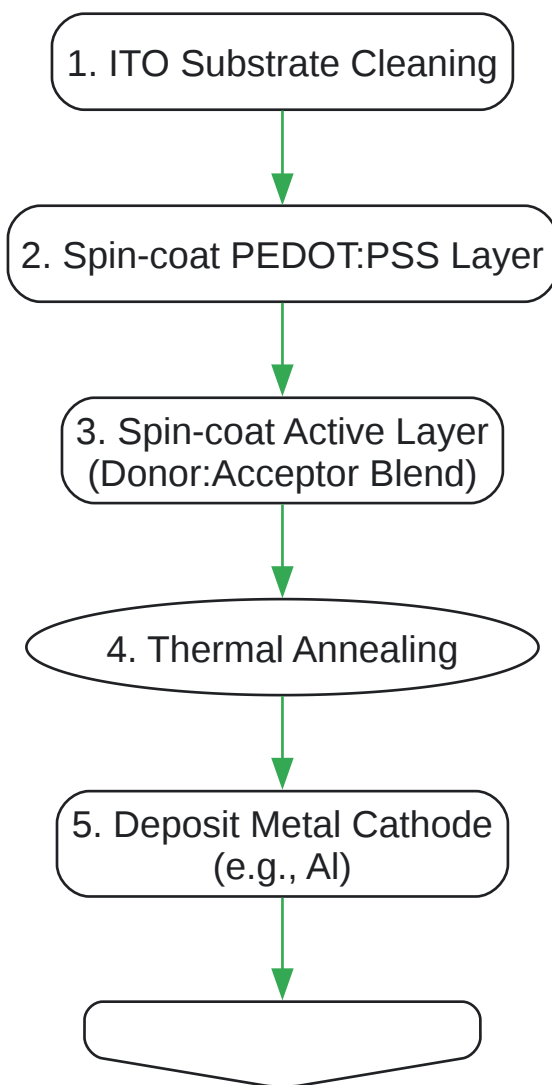 1. ITO Substrate Cleaning
2. Spin-coat PEDOT:PSS Layer
3. Spin-coat Active Layer
(Donor:Acceptor Blend)
4. Thermal Annealing
5. Deposit Metal Cathode
(e.g., Al)